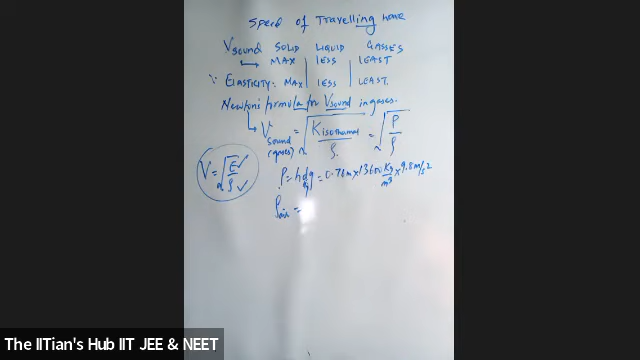 Speed of Travelling wave
Vsound SOLID LIQUID GASSES
→ MAX LESS LEAST
∵ ELASTICITY: MAX LESS LEAST.
Newton's formula for Vsound in gases.
Vsound (gases) = √(K isothermal / ρ) = √(P / ρ)
V = √(E / ρ)
P = hdg = 0.76m × 13600 Kg/m³ × 9.8 m/s²
ρair =
The IITian's Hub IIT JEE & NEET